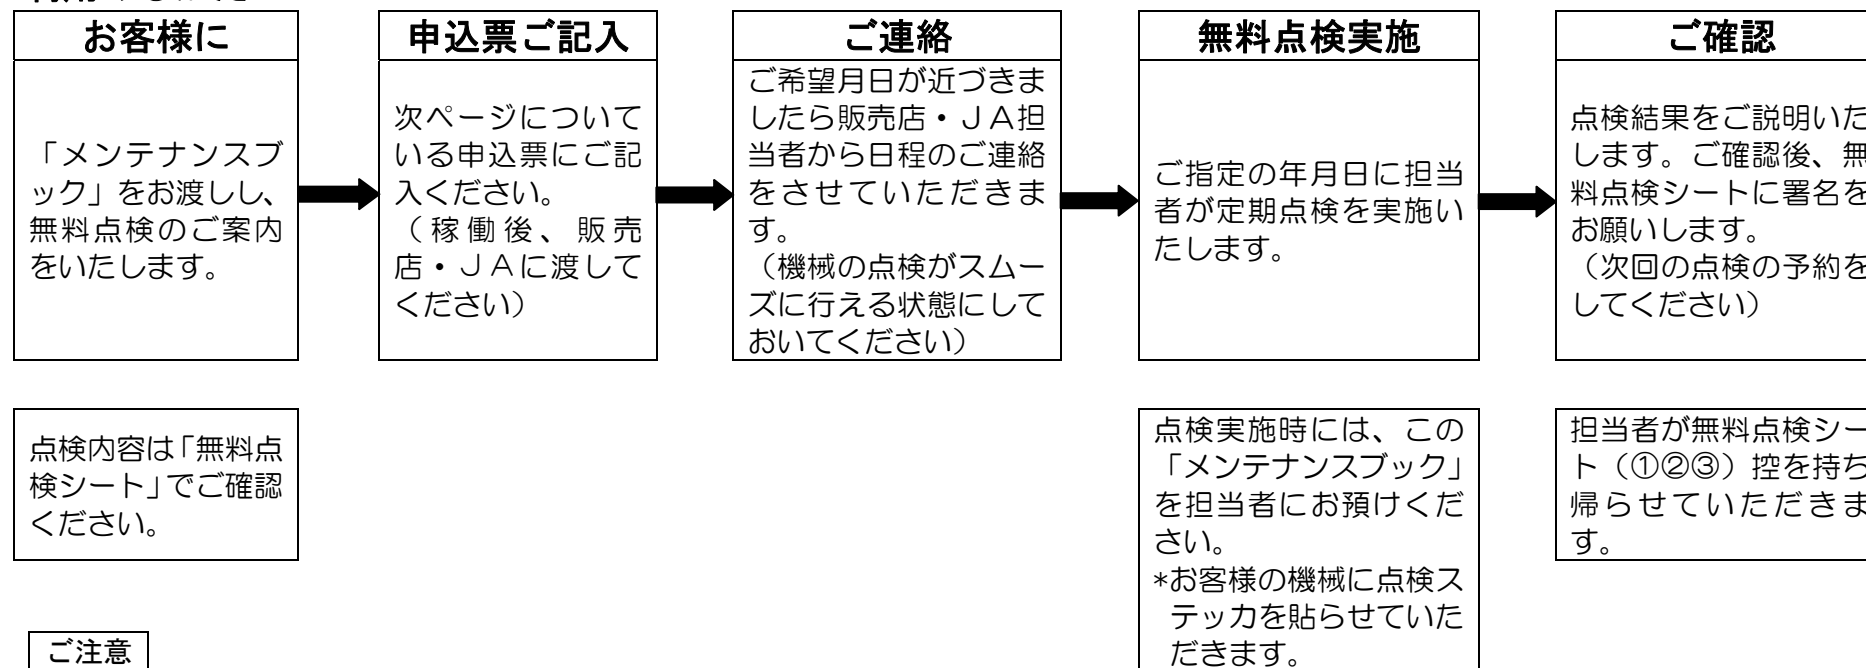 お客様に
「メンテナンスブ
ック」をお渡しし、
無料点検のご案内
をいたします。
申込票ご記入
次ページについて
いる申込票にご記
入ください。
（稼働後、販売
店・ＪＡに渡して
ください）
ご連絡
ご希望月日が近づきま
したら販売店・ＪＡ担
当者から日程のご連絡
をさせていただきま
す。
（機械の点検がスムー
ズに行える状態にして
おいてください）
無料点検実施
ご指定の年月日に担当
者が定期点検を実施い
たします。
ご確認
点検結果をご説明いた
します。ご確認後、無
料点検シートに署名を
お願いします。
（次回の点検の予約を
してください）
点検内容は「無料点
検シート」でご確認
ください。
点検実施時には、この
「メンテナンスブック」
を担当者にお預けくだ
さい。
*お客様の機械に点検ス
テッカを貼らせていた
だきます。
担当者が無料点検シー
ト（①②③）控を持ち
帰らせていただきま
す。
ご注意